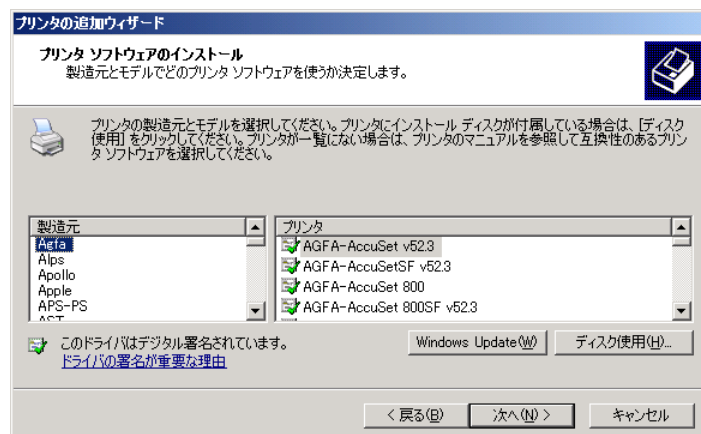 プリンタの追加ウィザード
プリンタ ソフトウェアのインストール
製造元とモデルでどのプリンタ ソフトウェアを使うか決定します。
プリンタの製造元とモデルを選択してください。プリンタにインストール ディスクが付属している場合は、[ディスク
使用] をクリックしてください。プリンタが一覧にない場合は、プリンタのマニュアルを参照して互換性のあるプリン
タ ソフトウェアを選択してください。
製造元
Agfa
Alps
Apollo
Apple
APS-PS
AST
プリンタ
AGFA-AccuSet v52.3
AGFA-AccuSetSF v52.3
AGFA-AccuSet 800
AGFA-AccuSet 800SF v52.3
このドライバはデジタル署名されています。
ドライバの署名が重要な理由
Windows Update(W)
ディスク使用(H)...
< 戻る(B)
次へ(N) >
キャンセル